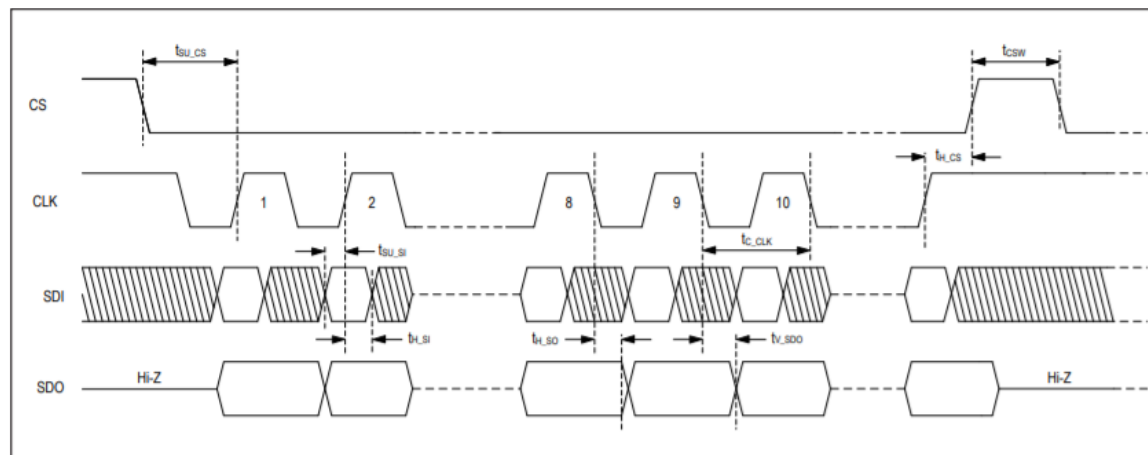 tSU_CS
tCSW
CS
tH_CS
CLK
1
2
8
9
10
tSU_SI
tC_CLK
SDI
tH_SI
tH_SO
tV_SDO
Hi-Z
Hi-Z
SDO